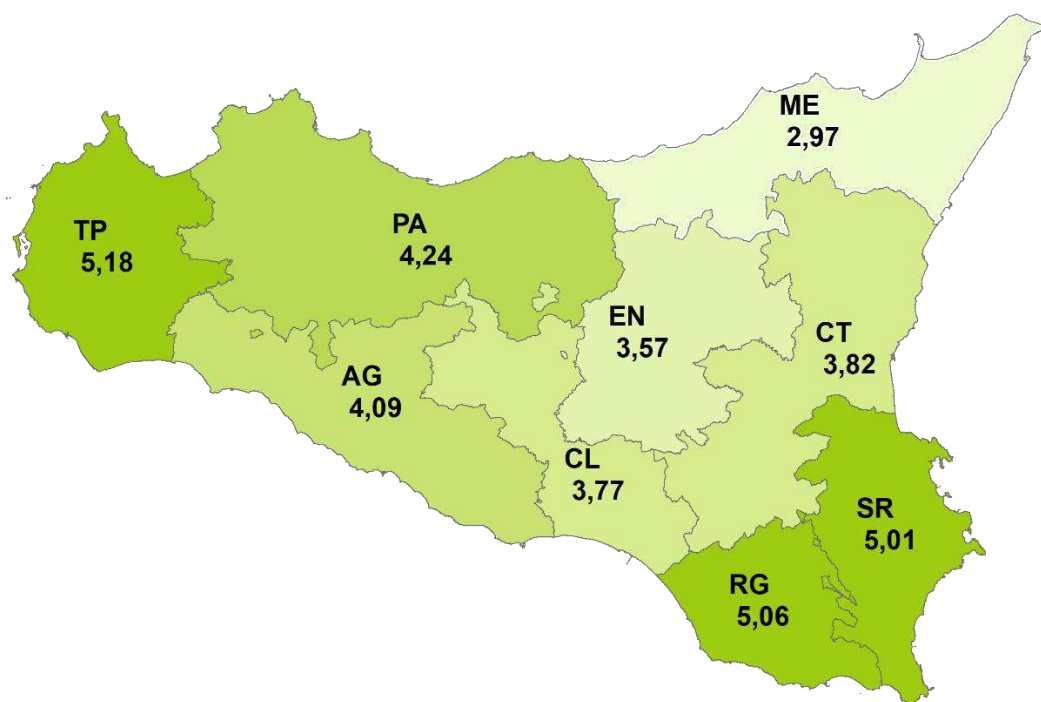 ME
2,97
TP
5,18
PA
4,24
EN
3,57
CT
3,82
AG
4,09
CL
3,77
SR
5,01
RG
5,06